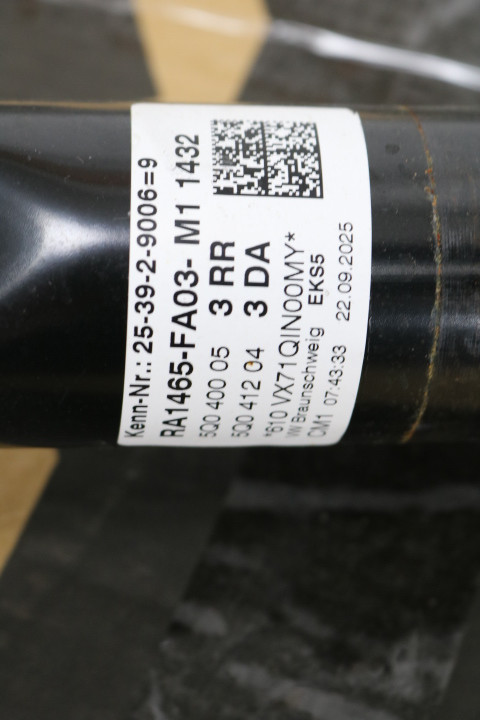 Kenn-Nr.: 25-39-2-9006=9
RA1465-FA03- M1 1432
5Q0 400 05 3 RR
5Q0 412 04 3 DA
*610 VX71QIN00MY*
VW Braunschweig EKS5
CM1 07:43:33 22.09.2025